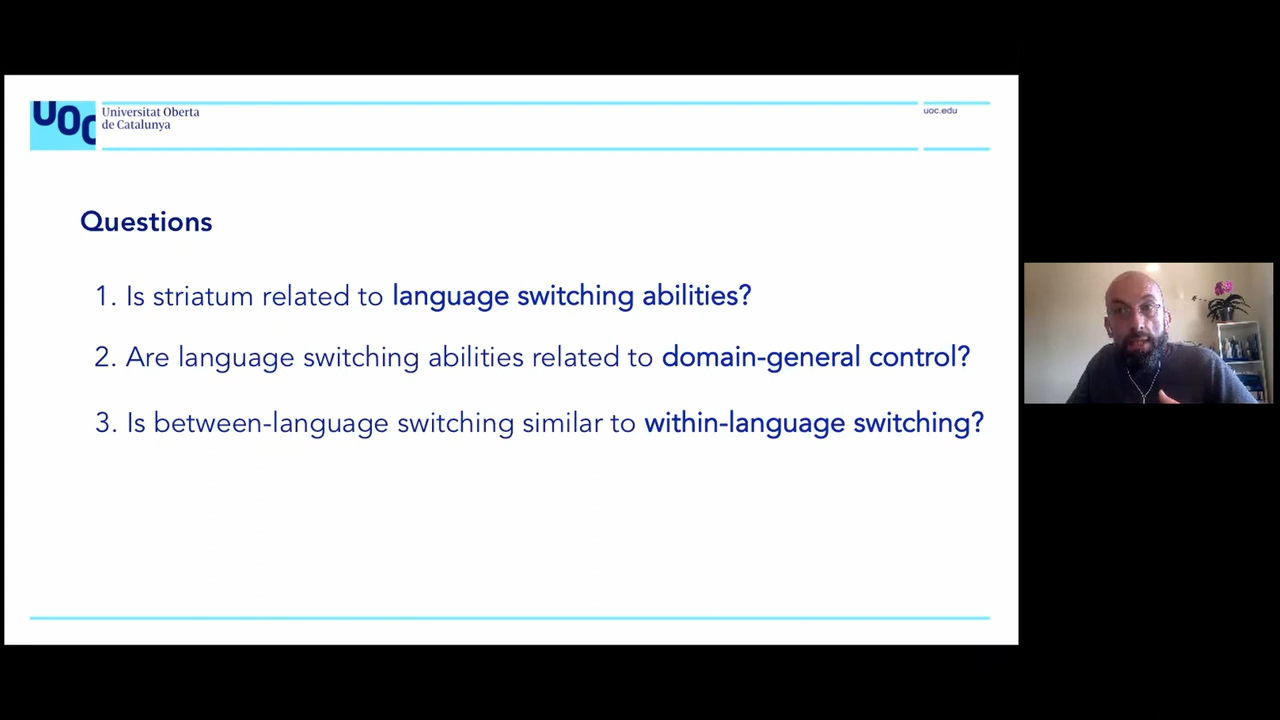 UOC
Universitat Oberta
de Catalunya
uoc.edu
Questions
1. Is striatum related to language switching abilities?
2. Are language switching abilities related to domain-general control?
3. Is between-language switching similar to within-language switching?